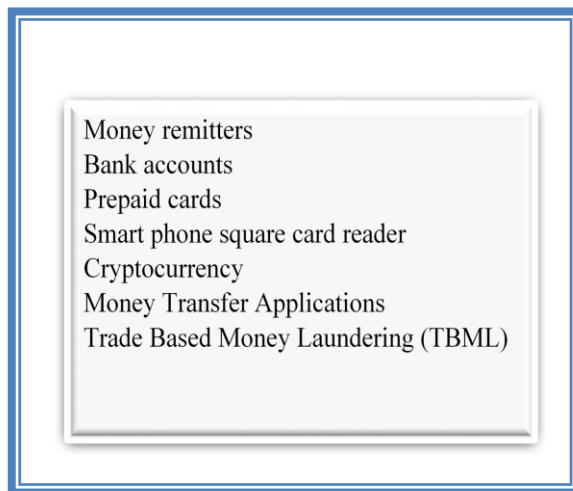 Money remitters
Bank accounts
Prepaid cards
Smart phone square card reader
Cryptocurrency
Money Transfer Applications
Trade Based Money Laundering (TBML)